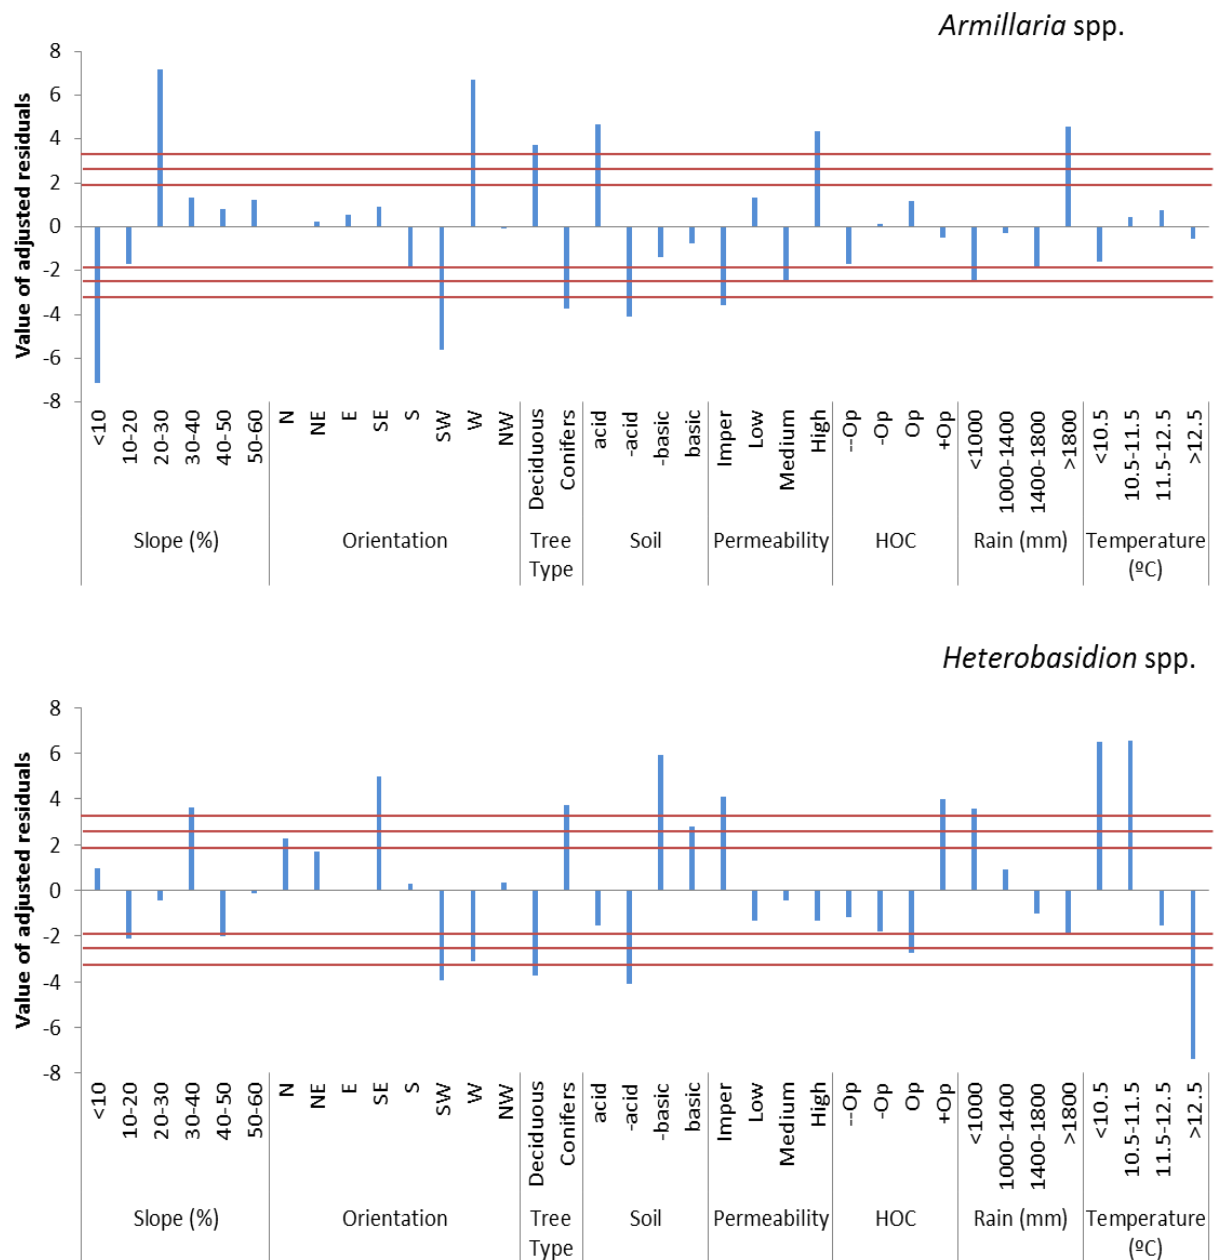 Armillaria spp.
Value of adjusted residuals
8
6
4
2
0
-2
-4
-6
-8
<10
10-20
20-30
30-40
40-50
50-60
N
NE
E
SE
S
SW
W
NW
Deciduous
Conifers
acid
-acid
-basic
basic
Imper
Low
Medium
High
--Op
-Op
Op
+Op
<1000
1000-1400
1400-1800
>1800
<10.5
10.5-11.5
11.5-12.5
>12.5
Slope (%)
Orientation
Tree
Type
Soil
Permeability
HOC
Rain (mm)
Temperature
(ºC)
Heterobasidion spp.
Value of adjusted residuals
8
6
4
2
0
-2
-4
-6
-8
<10
10-20
20-30
30-40
40-50
50-60
N
NE
E
SE
S
SW
W
NW
Deciduous
Conifers
acid
-acid
-basic
basic
Imper
Low
Medium
High
--Op
-Op
Op
+Op
<1000
1000-1400
1400-1800
>1800
<10.5
10.5-11.5
11.5-12.5
>12.5
Slope (%)
Orientation
Tree
Type
Soil
Permeability
HOC
Rain (mm)
Temperature
(ºC)